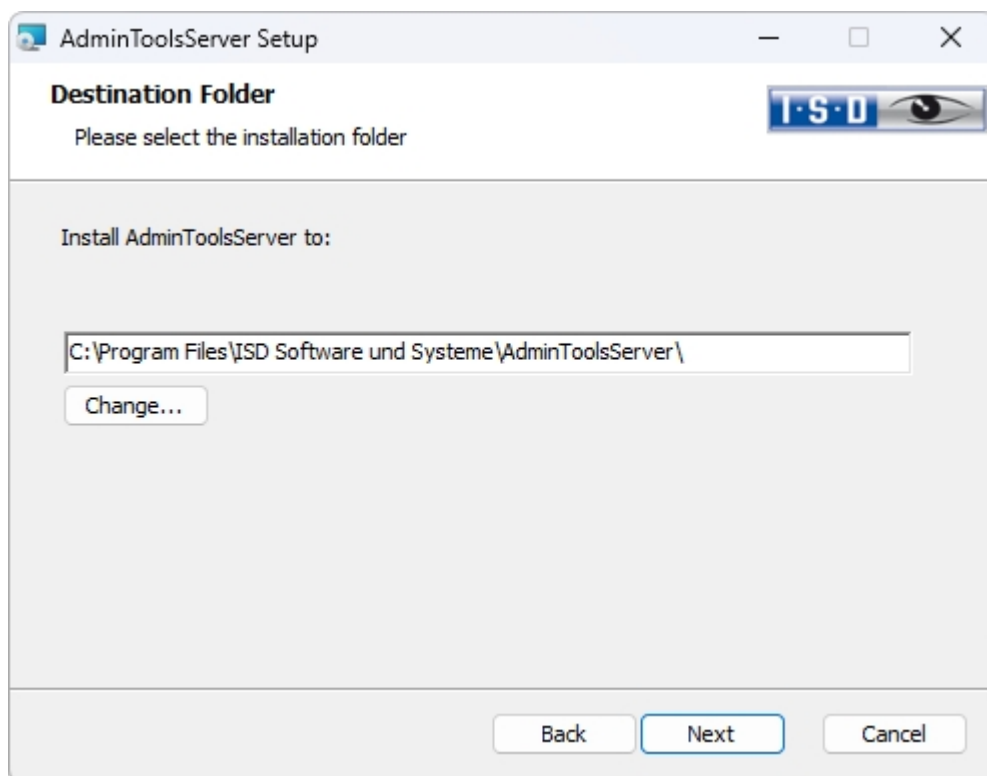 AdminToolsServer Setup
Destination Folder
I·S·D
Please select the installation folder
Install AdminToolsServer to:
C:\Program Files\ISD Software und Systeme\AdminToolsServer\
Change...
Back
Next
Cancel